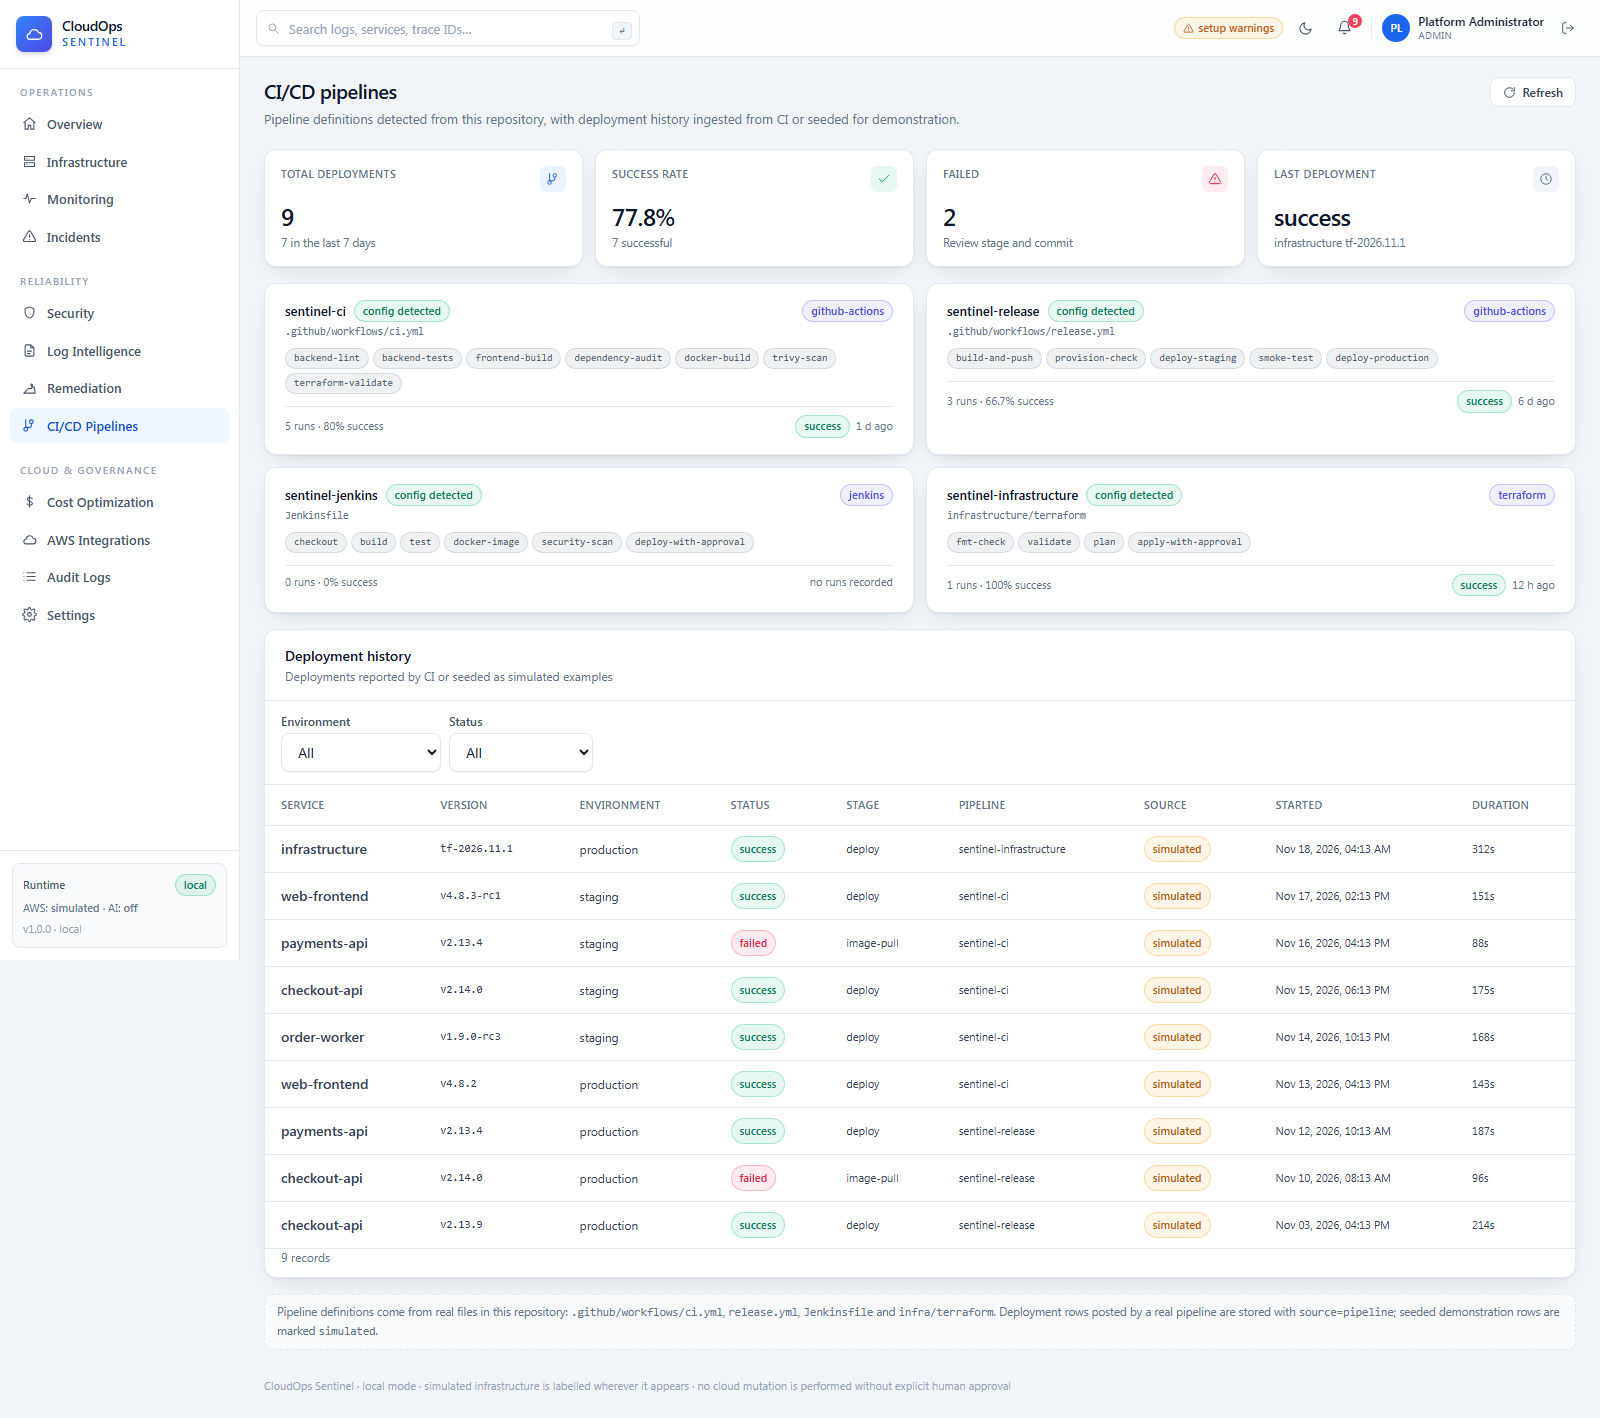 CloudOps
SENTINEL
Search logs, services, trace IDs...
setup warnings
9
PL
Platform Administrator
ADMIN
OPERATIONS
Overview
Infrastructure
Monitoring
Incidents
RELIABILITY
Security
Log Intelligence
Remediation
CI/CD Pipelines
CLOUD & GOVERNANCE
Cost Optimization
AWS Integrations
Audit Logs
Settings
Runtime
local
AWS: simulated · AI: off
v1.0.0 · local
CI/CD pipelines
Refresh
Pipeline definitions detected from this repository, with deployment history ingested from CI or seeded for demonstration.
TOTAL DEPLOYMENTS
9
7 in the last 7 days
SUCCESS RATE
77.8%
7 successful
FAILED
2
Review stage and commit
LAST DEPLOYMENT
success
infrastructure tf-2026.11.1
sentinel-ci config detected github-actions
.github/workflows/ci.yml
backend-lint backend-tests frontend-build dependency-audit docker-build trivy-scan
terraform-validate
5 runs · 80% success success 1 d ago
sentinel-release config detected github-actions
.github/workflows/release.yml
build-and-push provision-check deploy-staging smoke-test deploy-production
3 runs · 66.7% success success 6 d ago
sentinel-jenkins config detected jenkins
Jenkinsfile
checkout build test docker-image security-scan deploy-with-approval
0 runs · 0% success no runs recorded
sentinel-infrastructure config detected terraform
infrastructure/terraform
fmt-check validate plan apply-with-approval
1 runs · 100% success success 12 h ago
Deployment history
Deployments reported by CI or seeded as simulated examples
Environment Status
All All
SERVICE VERSION ENVIRONMENT STATUS STAGE PIPELINE SOURCE STARTED DURATION
infrastructure tf-2026.11.1 production success deploy sentinel-infrastructure simulated Nov 18, 2026, 04:13 AM 312s
web-frontend v4.8.3-rc1 staging success deploy sentinel-ci simulated Nov 17, 2026, 02:13 PM 151s
payments-api v2.13.4 staging failed image-pull sentinel-ci simulated Nov 16, 2026, 04:13 PM 88s
checkout-api v2.14.0 staging success deploy sentinel-ci simulated Nov 15, 2026, 06:13 PM 175s
order-worker v1.9.0-rc3 staging success deploy sentinel-ci simulated Nov 14, 2026, 10:13 PM 168s
web-frontend v4.8.2 production success deploy sentinel-ci simulated Nov 13, 2026, 04:13 PM 143s
payments-api v2.13.4 production success deploy sentinel-release simulated Nov 12, 2026, 10:13 AM 187s
checkout-api v2.14.0 production failed image-pull sentinel-release simulated Nov 10, 2026, 08:13 AM 96s
checkout-api v2.13.9 production success deploy sentinel-release simulated Nov 03, 2026, 04:13 PM 214s
9 records
Pipeline definitions come from real files in this repository: .github/workflows/ci.yml, release.yml, Jenkinsfile and infra/terraform. Deployment rows posted by a real pipeline are stored with source=pipeline; seeded demonstration rows are
marked simulated.
CloudOps Sentinel · local mode · simulated infrastructure is labelled wherever it appears · no cloud mutation is performed without explicit human approval